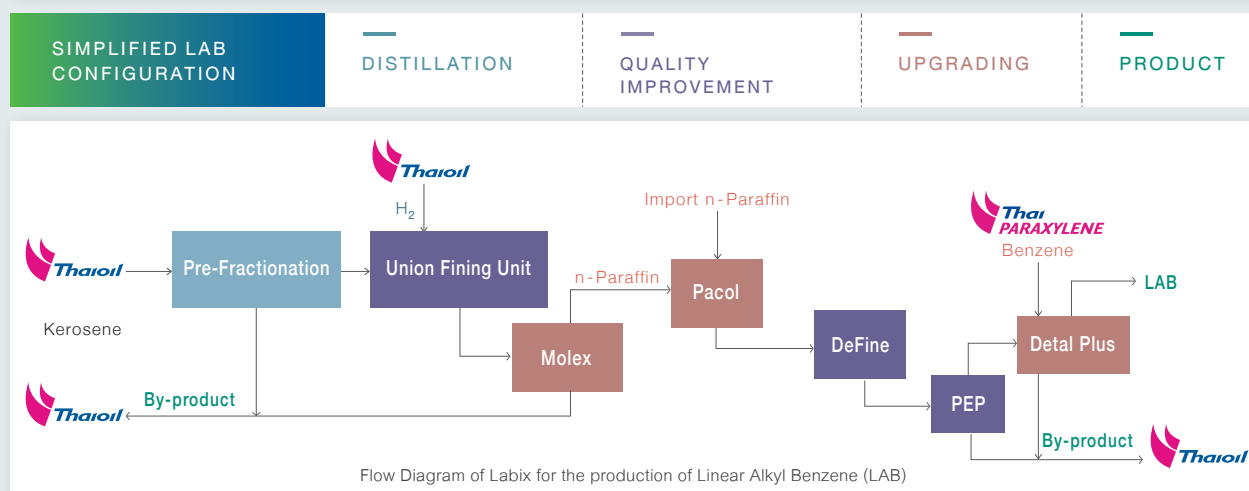 SIMPLIFIED LAB
CONFIGURATION
DISTILLATION
QUALITY
IMPROVEMENT
UPGRADING
PRODUCT
Thaioil
H₂
Import n-Paraffin
Thai
PARAXYLENE
Benzene
Thaioil
Pre-Fractionation
Union Fining Unit
n-Paraffin
Pacol
LAB
Kerosene
Molex
DeFine
Detal Plus
PEP
By-product
Thaioil
By-product
Thaioil
Flow Diagram of Labix for the production of Linear Alkyl Benzene (LAB)